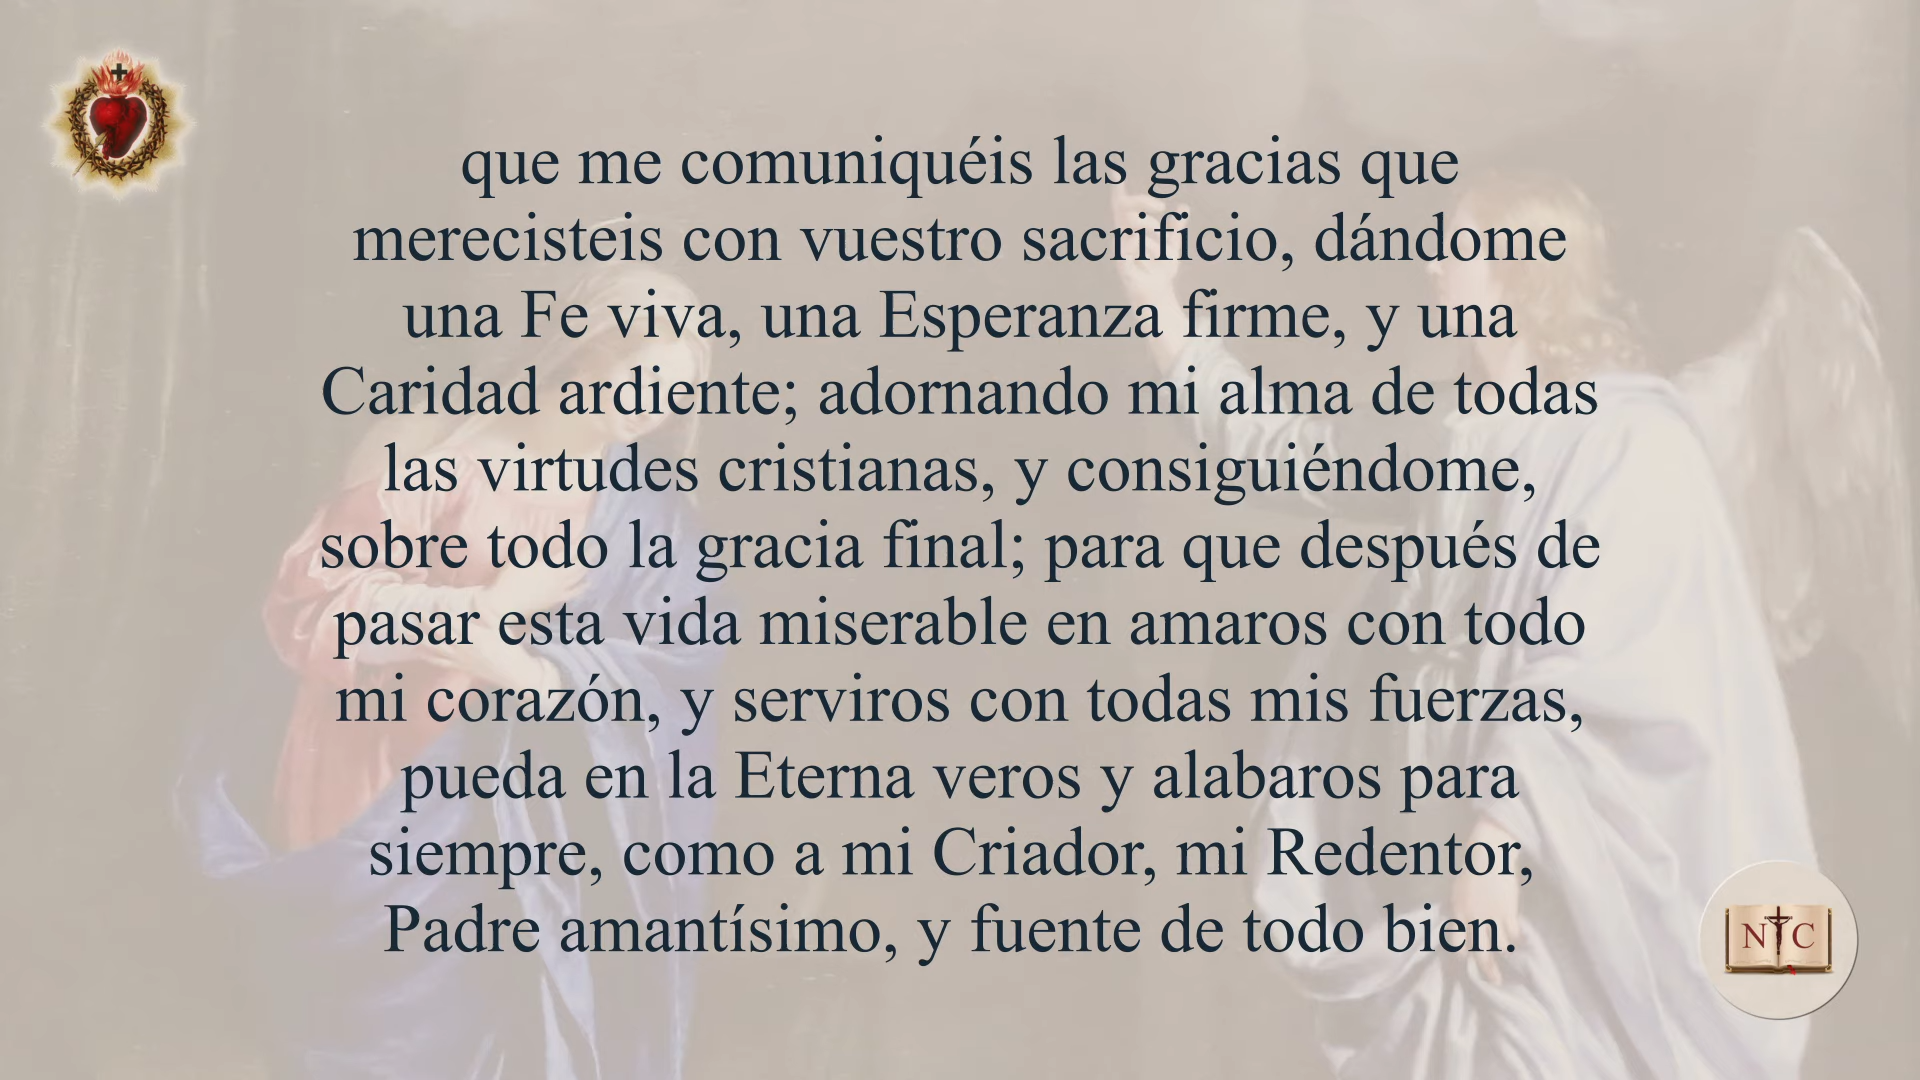 que me comuniquéis las gracias que
merecisteis con vuestro sacrificio, dándome
una Fe viva, una Esperanza firme, y una
Caridad ardiente; adornando mi alma de todas
las virtudes cristianas, y consiguiéndome,
sobre todo la gracia final; para que después de
pasar esta vida miserable en amaros con todo
mi corazón, y serviros con todas mis fuerzas,
pueda en la Eterna veros y alabaros para
siempre, como a mi Criador, mi Redentor,
Padre amantísimo, y fuente de todo bien.
N C